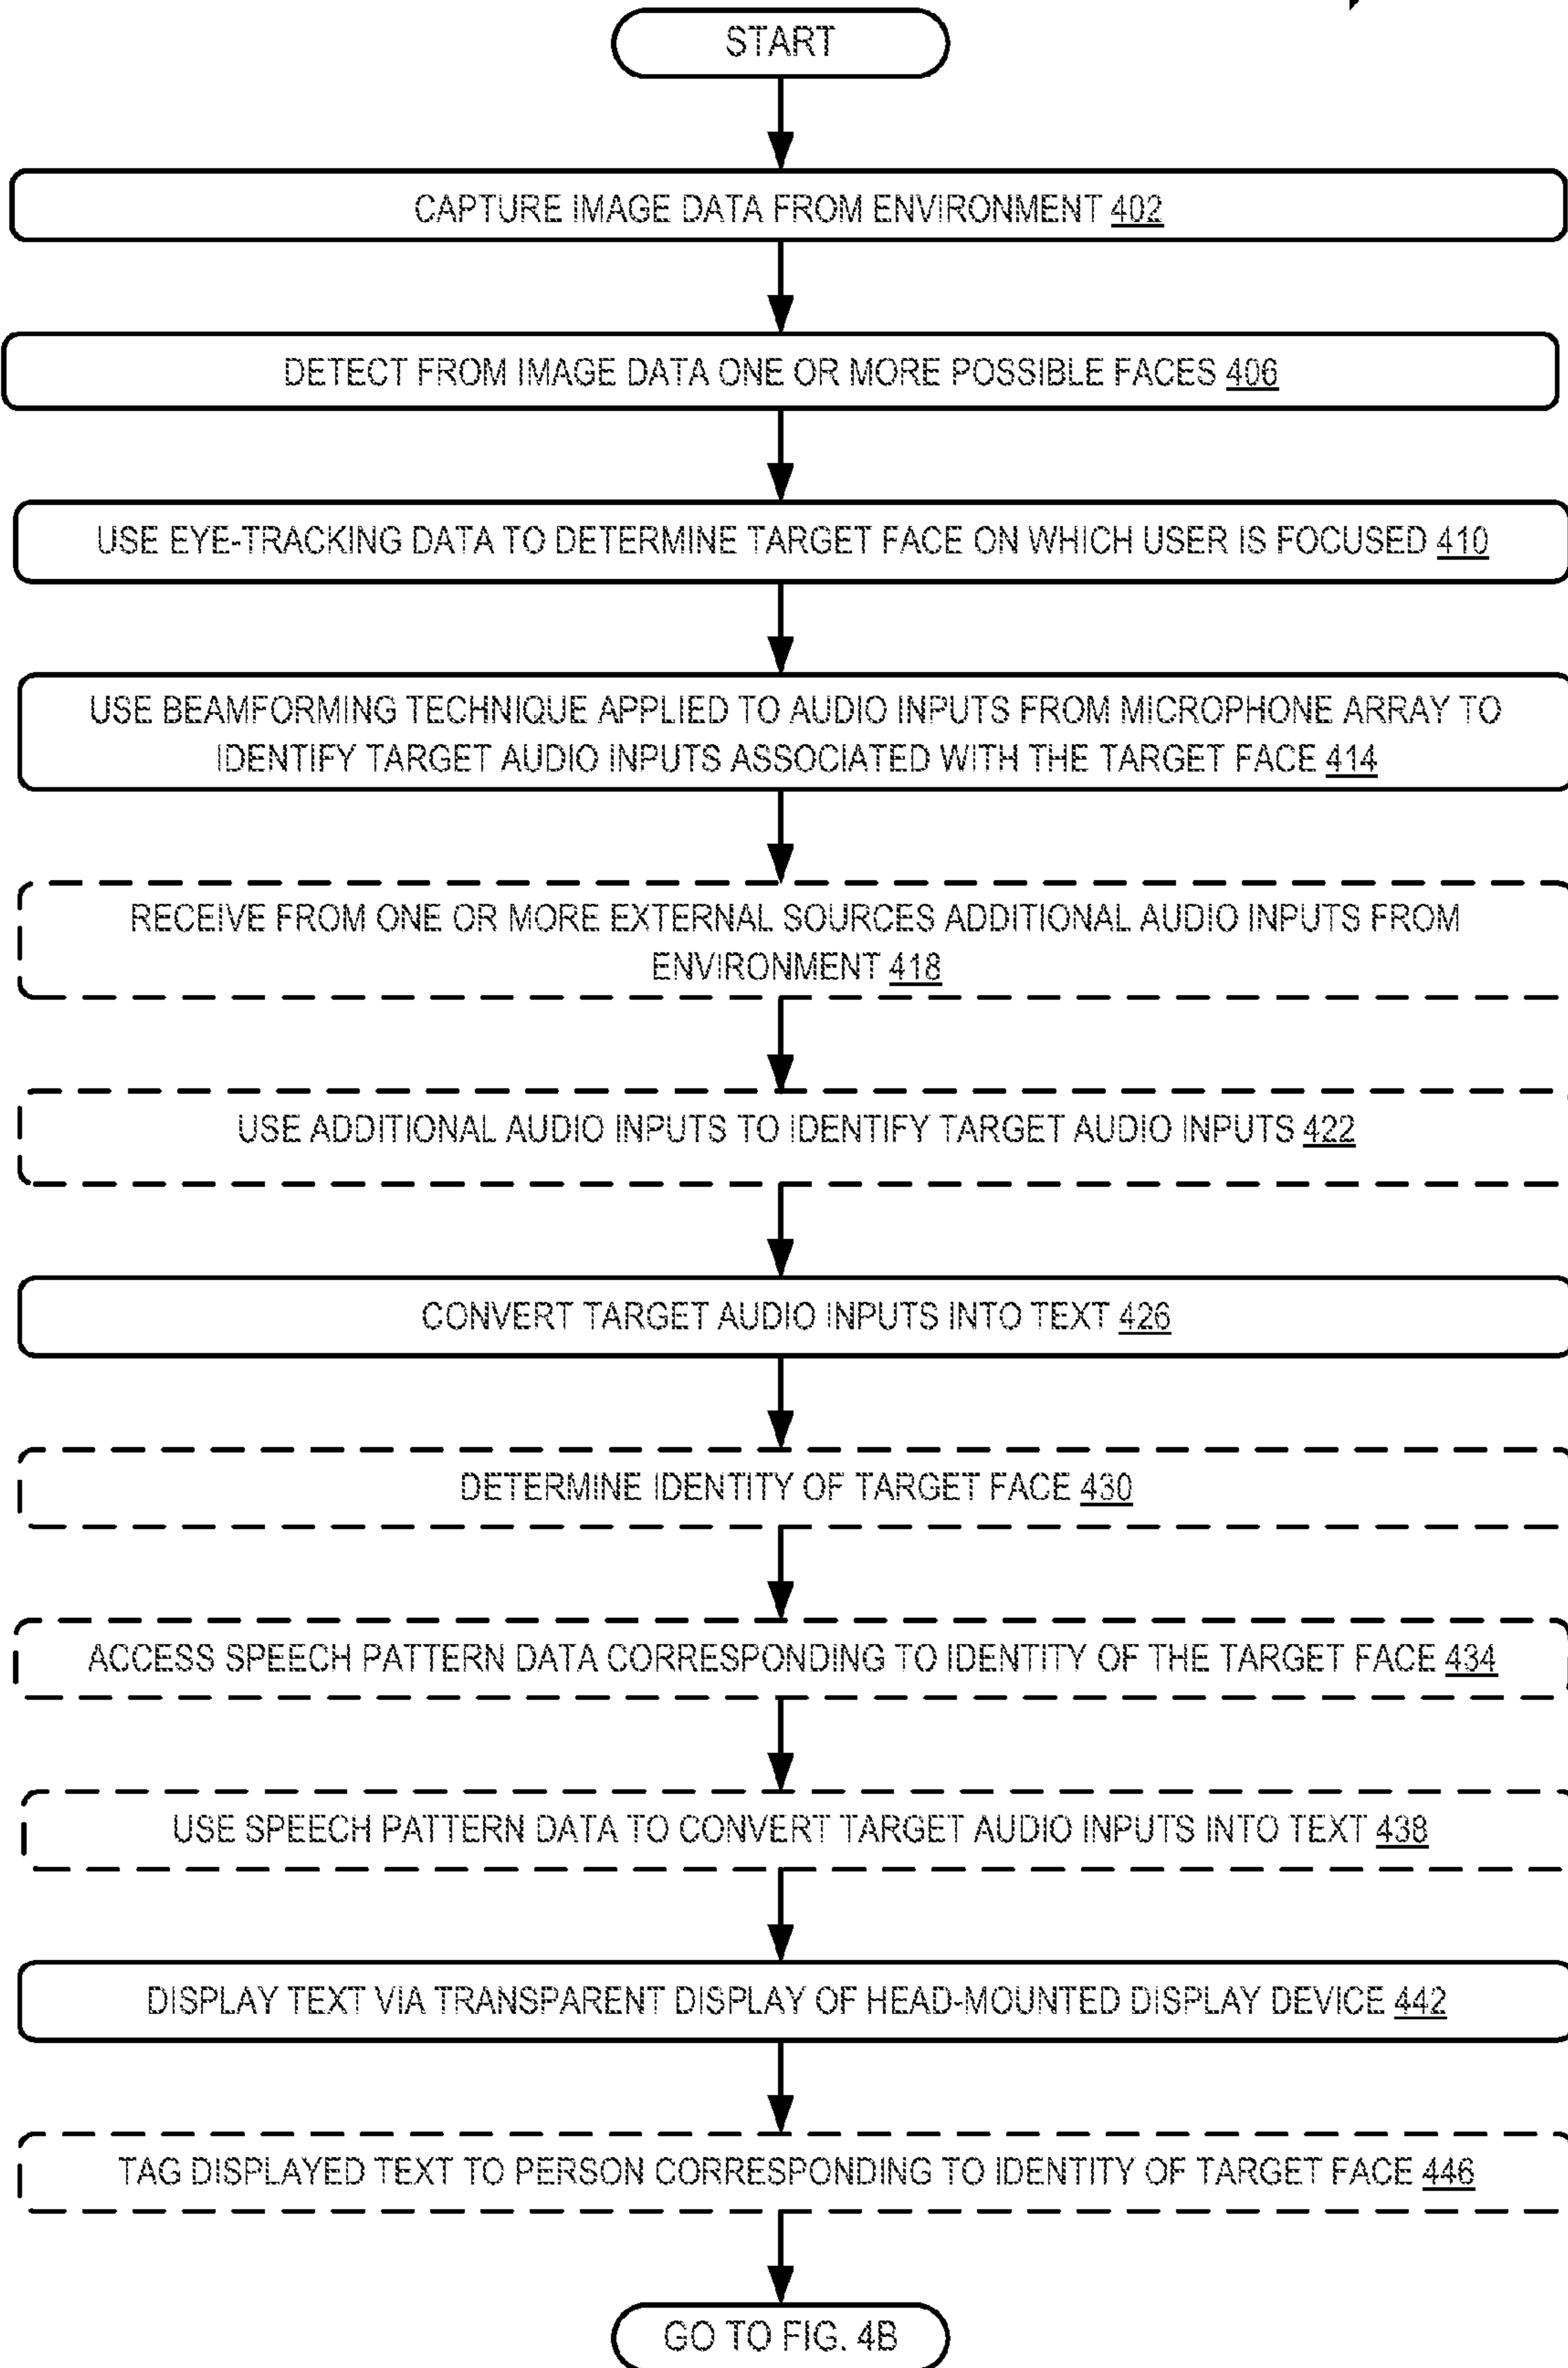 START
CAPTURE IMAGE DATA FROM ENVIRONMENT 402
DETECT FROM IMAGE DATA ONE OR MORE POSSIBLE FACES 406
USE EYE-TRACKING DATA TO DETERMINE TARGET FACE ON WHICH USER IS FOCUSED 410
USE BEAMFORMING TECHNIQUE APPLIED TO AUDIO INPUTS FROM MICROPHONE ARRAY TO
IDENTIFY TARGET AUDIO INPUTS ASSOCIATED WITH THE TARGET FACE 414
RECEIVE FROM ONE OR MORE EXTERNAL SOURCES ADDITIONAL AUDIO INPUTS FROM
ENVIRONMENT 418
USE ADDITIONAL AUDIO INPUTS TO IDENTIFY TARGET AUDIO INPUTS 422
CONVERT TARGET AUDIO INPUTS INTO TEXT 426
DETERMINE IDENTITY OF TARGET FACE 430
ACCESS SPEECH PATTERN DATA CORRESPONDING TO IDENTITY OF THE TARGET FACE 434
USE SPEECH PATTERN DATA TO CONVERT TARGET AUDIO INPUTS INTO TEXT 438
DISPLAY TEXT VIA TRANSPARENT DISPLAY OF HEAD-MOUNTED DISPLAY DEVICE 442
TAG DISPLAYED TEXT TO PERSON CORRESPONDING TO IDENTITY OF TARGET FACE 446
GO TO FIG. 4B